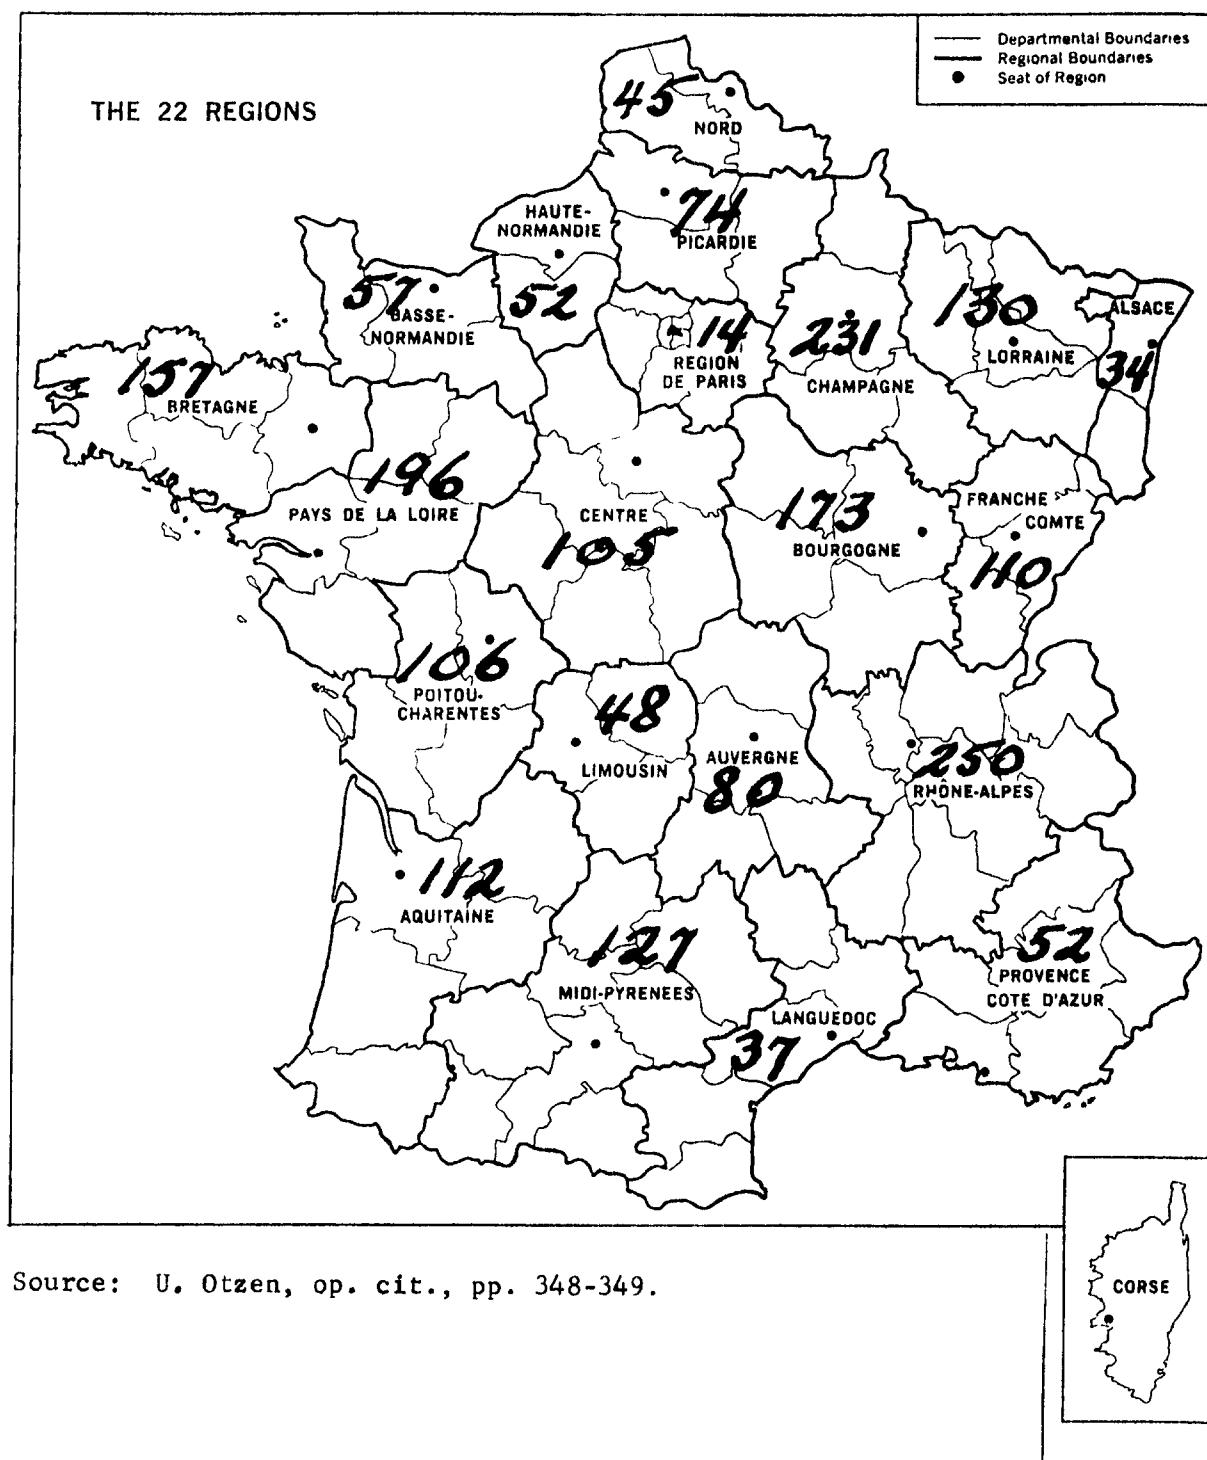 Departmental Boundaries
Regional Boundaries
Seat of Region
THE 22 REGIONS
45
NORD
74
PICARDIE
HAUTE-
NORMANDIE
52
57
BASSE-
NORMANDIE
14
REGION
DE PARIS
231
CHAMPAGNE
130
LORRAINE
ALSACE
34
157
BRETAGNE
196
PAYS DE LA LOIRE
CENTRE
105
173
BOURGOGNE
FRANCHE
COMTE
110
106
POITOU-
CHARENTES
48
LIMOUSIN
AUVERGNE
80
250
RHÔNE-ALPES
112
AQUITAINE
127
MIDI-PYRENEES
LANGUEDOC
37
52
PROVENCE
COTE D'AZUR
CORSE
Source: U. Otzen, op. cit., pp. 348-349.